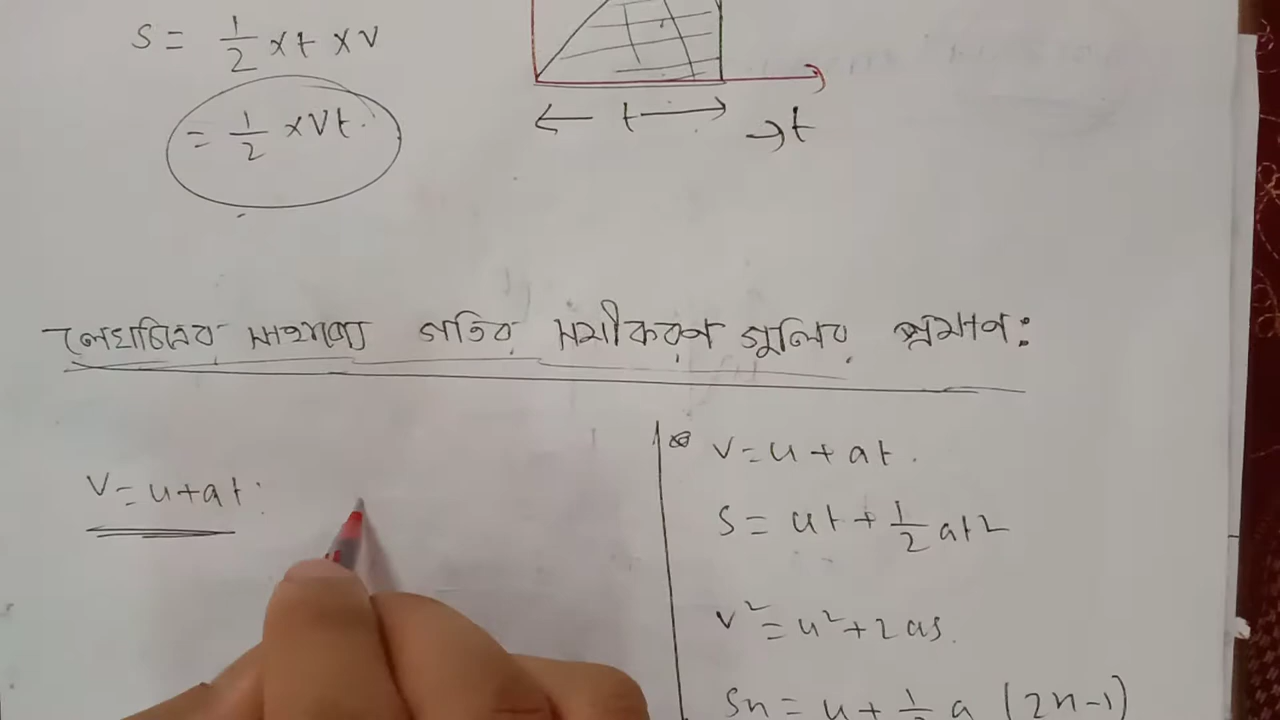 S = 1/2 × t × v
= 1/2 × vt.
t
→ t
লেখচিত্রের সাহায্যে গতির সমীকরণ গুলির প্রমাণ:
v = u + at:
v = u + at.
S = ut + 1/2 at2
v² = u² + 2as.
Sn = u + 1/2 a (2n-1)